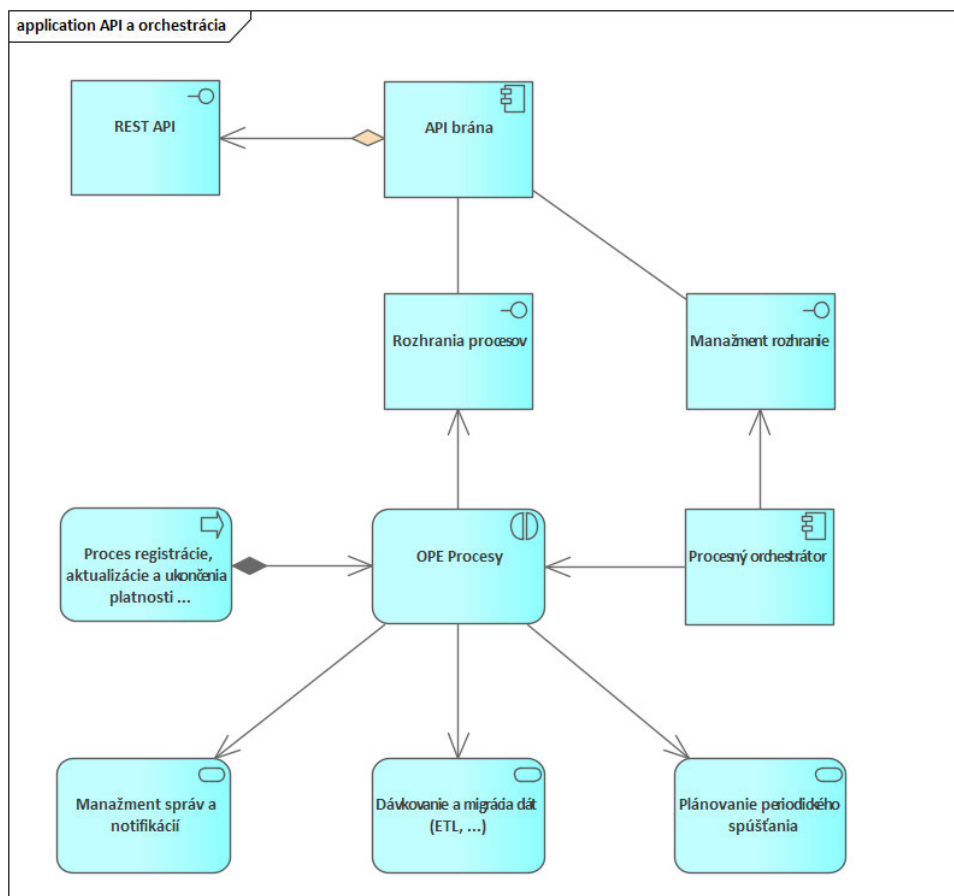 application API a orchestrácia
REST API
API brána
Rozhrania procesov
Manažment rozhranie
Proces registrácie,
aktualizácie a ukončenia
platnosti ...
OPE Procesy
Procesný orchestrátor
Manažment správ a
notifikácií
Dávkovanie a migrácia dát
(ETL, ...)
Plánovanie periodického
spúšťania